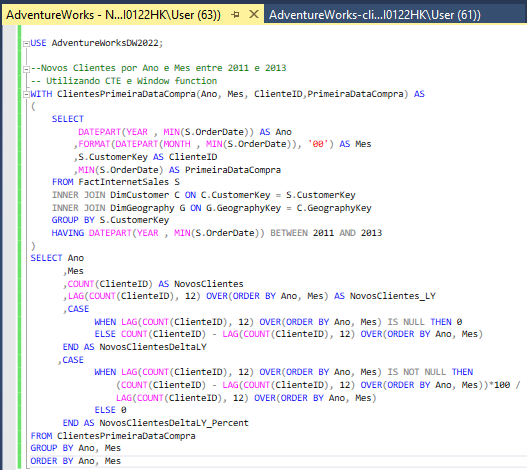 AdventureWorks - N...I0122HK\User (63)) AdventureWorks-cli...I0122HK\User (61))
USE AdventureWorksDW2022;
--Novos Clientes por Ano e Mes entre 2011 e 2013
-- Utilizando CTE e Window function
WITH ClientesPrimeiraDataCompra(Ano, Mes, ClienteID,PrimeiraDataCompra) AS
(
SELECT
DATEPART(YEAR , MIN(S.OrderDate)) AS Ano
,FORMAT(DATEPART(MONTH , MIN(S.OrderDate)), '00') AS Mes
,S.CustomerKey AS ClienteID
,MIN(S.OrderDate) AS PrimeiraDataCompra
FROM FactInternetSales S
INNER JOIN DimCustomer C ON C.CustomerKey = S.CustomerKey
INNER JOIN DimGeography G ON G.GeographyKey = C.GeographyKey
GROUP BY S.CustomerKey
HAVING DATEPART(YEAR , MIN(S.OrderDate)) BETWEEN 2011 AND 2013
)
SELECT Ano
,Mes
,COUNT(ClienteID) AS NovosClientes
,LAG(COUNT(ClienteID), 12) OVER(ORDER BY Ano, Mes) AS NovosClientes_LY
,CASE
WHEN LAG(COUNT(ClienteID), 12) OVER(ORDER BY Ano, Mes) IS NULL THEN 0
ELSE COUNT(ClienteID) - LAG(COUNT(ClienteID), 12) OVER(ORDER BY Ano, Mes)
END AS NovosClientesDeltaLY
,CASE
WHEN LAG(COUNT(ClienteID), 12) OVER(ORDER BY Ano, Mes) IS NOT NULL THEN
(COUNT(ClienteID) - LAG(COUNT(ClienteID), 12) OVER(ORDER BY Ano, Mes))*100 /
LAG(COUNT(ClienteID), 12) OVER(ORDER BY Ano, Mes)
ELSE 0
END AS NovosClientesDeltaLY_Percent
FROM ClientesPrimeiraDataCompra
GROUP BY Ano, Mes
ORDER BY Ano, Mes